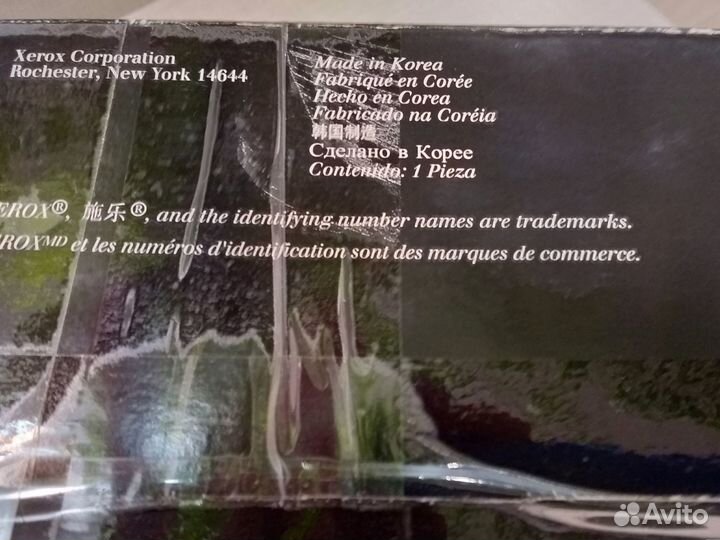 Xerox Corporation
Rochester, New York 14644
Made in Korea
Fabriqué en Corée
Hecho en Corea
Fabricado na Coréia
韩国制造
Сделано в Корее
Contenido: 1 Pieza
EROX®, 施乐®, and the identifying number names are trademarks.
ROXMD et les numéros d'identification sont des marques de commerce.
Avito